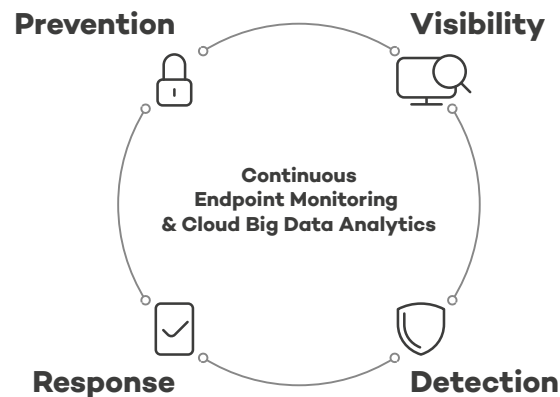 Prevention
Visibility
Continuous
Endpoint Monitoring
& Cloud Big Data Analytics
Response
Detection